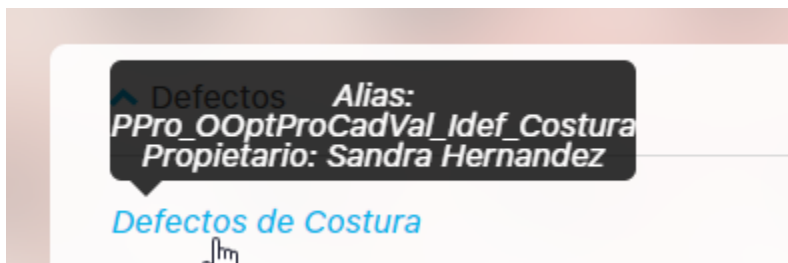 Defectos
Alias:
PPro_OOptProCadVal_Idef_Costura
Propietario: Sandra Hernandez
Defectos de Costura